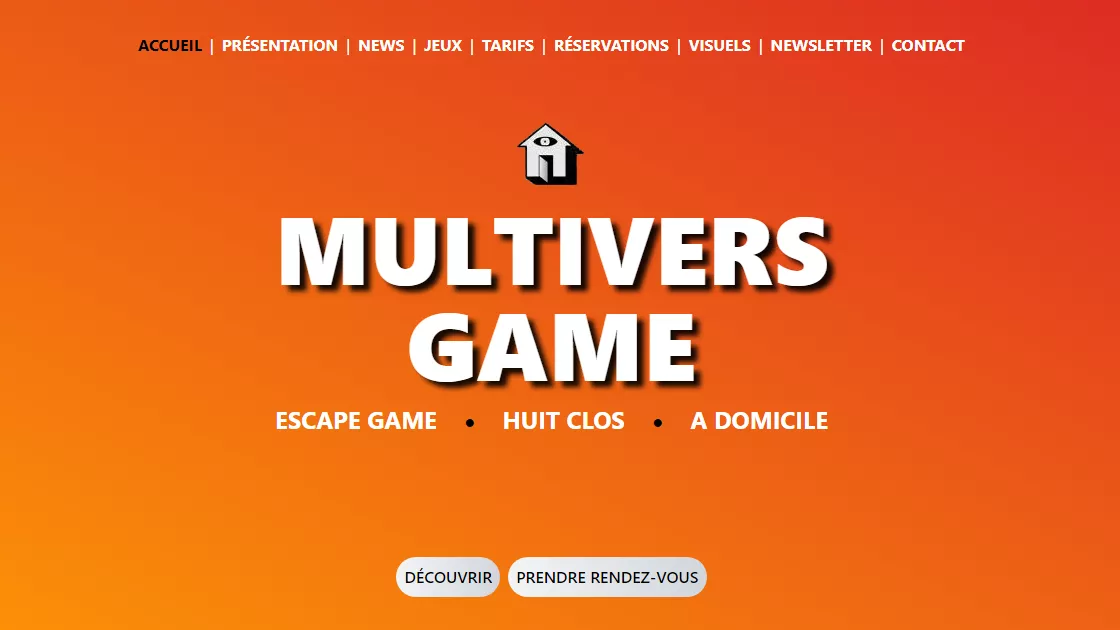 ACCUEIL | PRÉSENTATION | NEWS | JEUX | TARIFS | RÉSERVATIONS | VISUELS | NEWSLETTER | CONTACT
MULTIVERS
GAME
ESCAPE GAME • HUIT CLOS • A DOMICILE
DÉCOUVRIR PRENDRE RENDEZ-VOUS